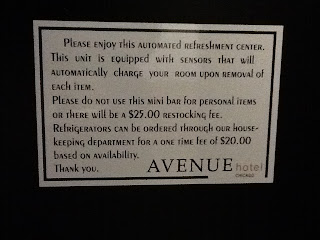 Please enjoy this automated refreshment center.
This unit is equipped with sensors that will
automatically charge your room upon removal of
each item.
Please do not use this mini bar for personal items
or there will be a $25.00 restocking fee.
Refrigerators can be ordered through our house-
keeping department for a one time fee of $20.00
based on availability.
Thank you.
AVENUE hotel
CHICAGO